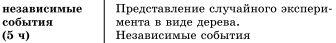 независимые
события
(5 ч)
Представление случайного экспери-
мента в виде дерева.
Независимые события